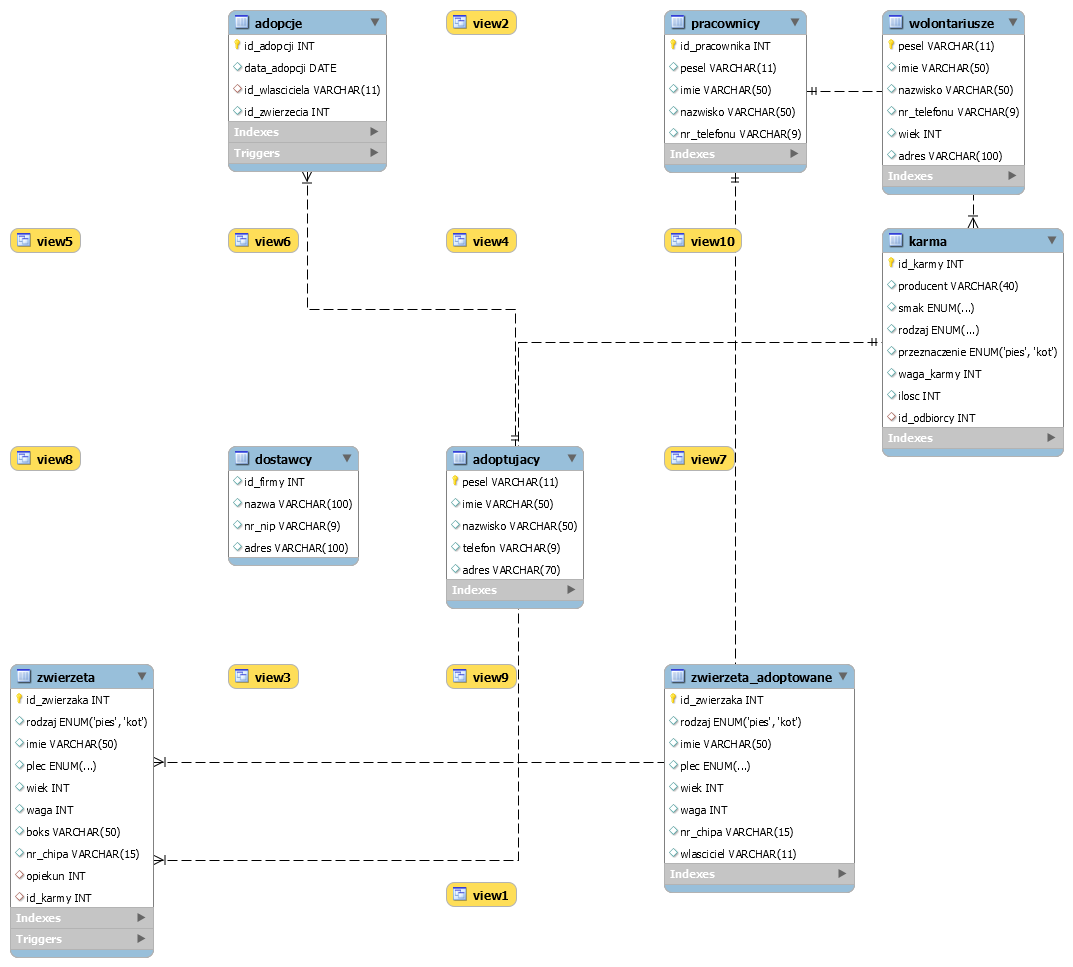 adopcje
id_adopcji INT
data_adopcji DATE
id_wlasciciela VARCHAR(11)
id_zwierzecia INT
Indexes
Triggers
view2
pracownicy
id_pracownika INT
pesel VARCHAR(11)
imie VARCHAR(50)
nazwisko VARCHAR(50)
nr_telefonu VARCHAR(9)
Indexes
wolontariusze
pesel VARCHAR(11)
imie VARCHAR(50)
nazwisko VARCHAR(50)
nr_telefonu VARCHAR(9)
wiek INT
adres VARCHAR(100)
Indexes
view5
view6
view4
view10
karma
id_karmy INT
producent VARCHAR(40)
smak ENUM(...)
rodzaj ENUM(...)
przeznaczenie ENUM('pies', 'kot')
waga_karmy INT
ilosc INT
id_odbiorcy INT
Indexes
view8
dostawcy
id_firmy INT
nazwa VARCHAR(100)
nr_nip VARCHAR(9)
adres VARCHAR(100)
adoptujacy
pesel VARCHAR(11)
imie VARCHAR(50)
nazwisko VARCHAR(50)
telefon VARCHAR(9)
adres VARCHAR(70)
Indexes
view7
zwierzeta
id_zwierzaka INT
rodzaj ENUM('pies', 'kot')
imie VARCHAR(50)
plec ENUM(...)
wiek INT
waga INT
boks VARCHAR(50)
nr_chipa VARCHAR(15)
opiekun INT
id_karmy INT
Indexes
Triggers
view3
view9
zwierzeta_adoptowane
id_zwierzaka INT
rodzaj ENUM('pies', 'kot')
imie VARCHAR(50)
plec ENUM(...)
wiek INT
waga INT
nr_chipa VARCHAR(15)
wlasciciel VARCHAR(11)
Indexes
view1